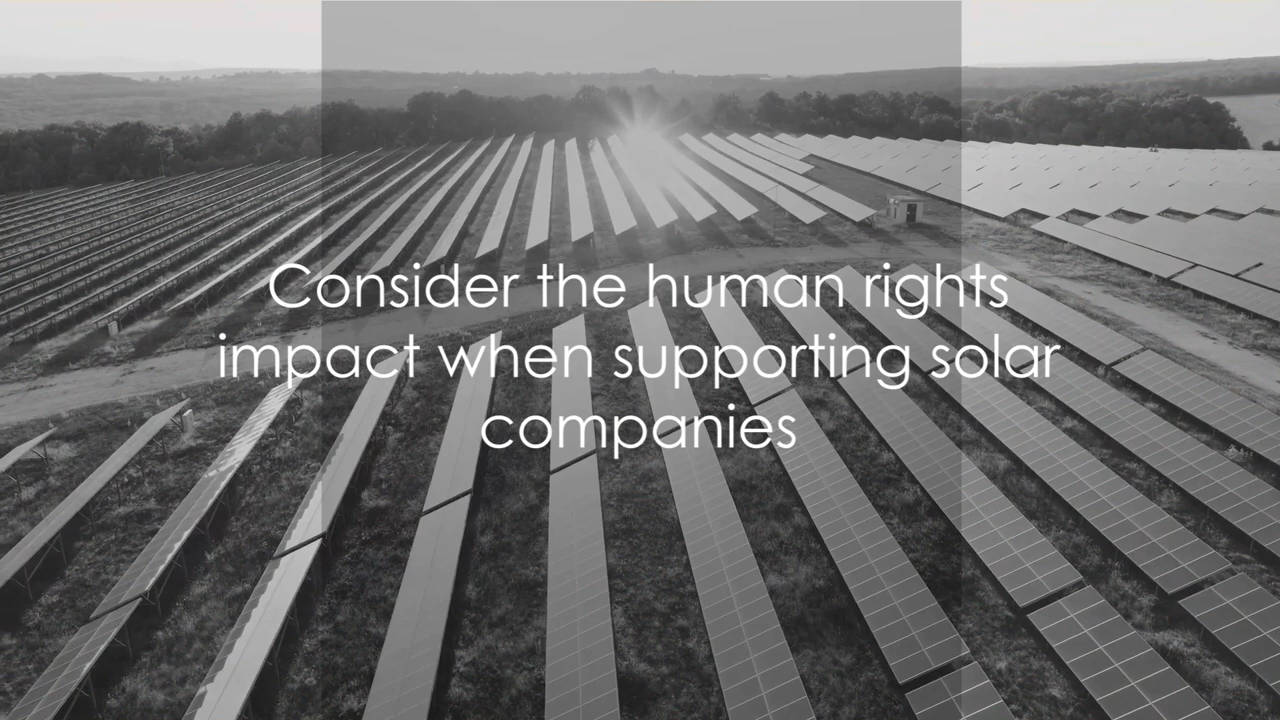 Consider the human rights
impact when supporting solar
companies